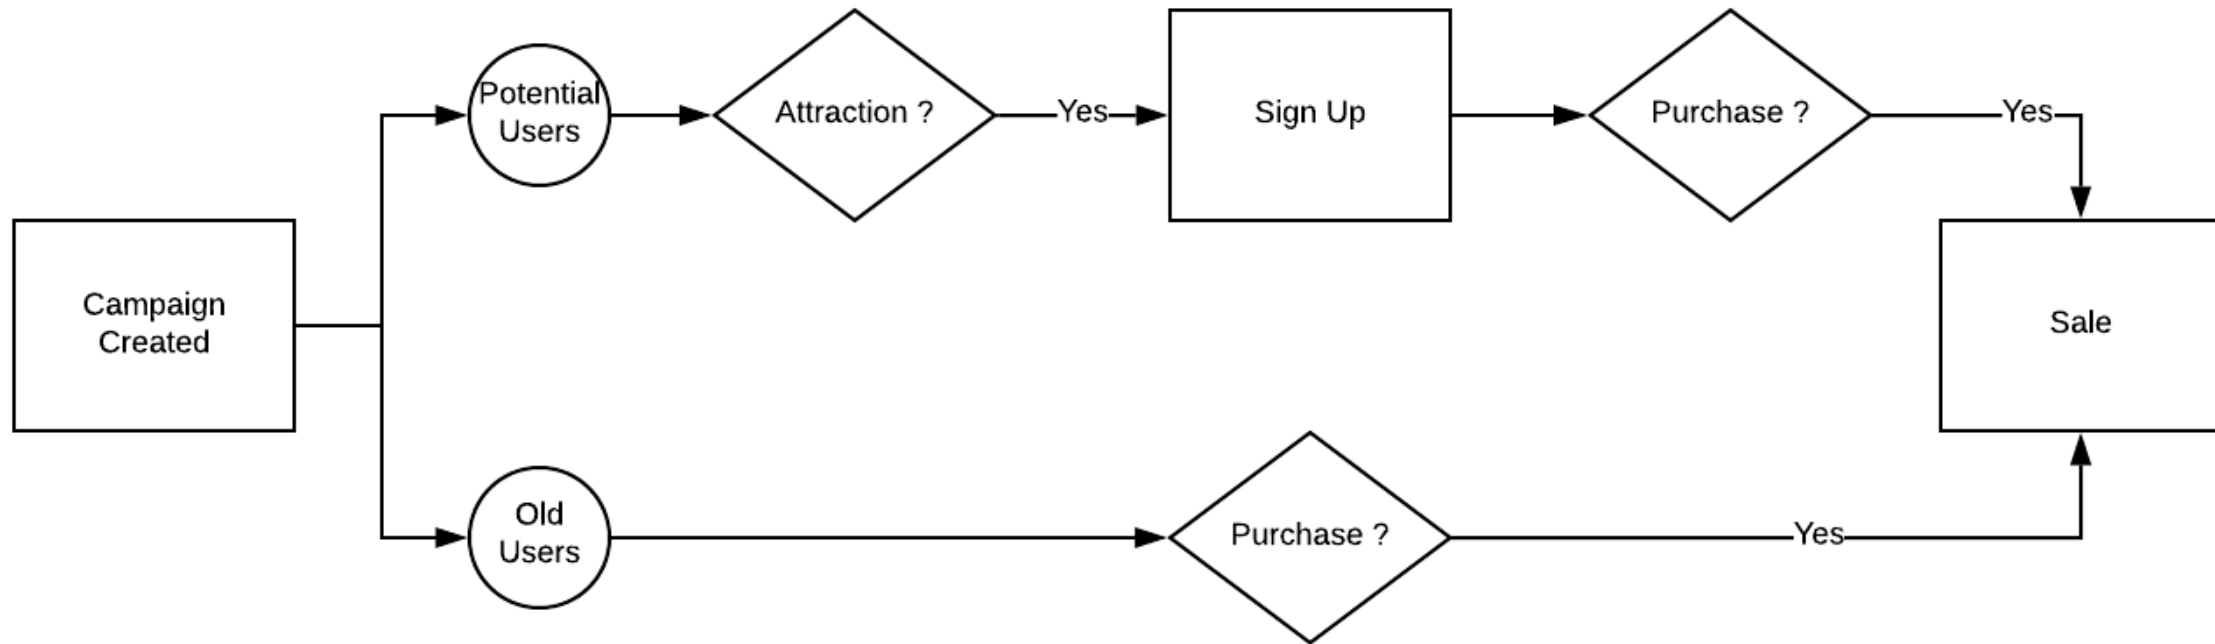 Potential
Users
Attraction ?
Yes
Sign Up
Purchase ?
Yes
Campaign
Created
Sale
Old
Users
Purchase ?
Yes